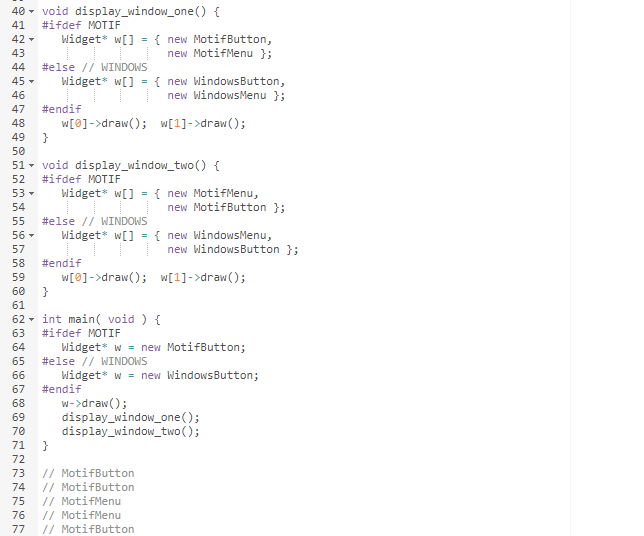 40 void display_window_one() {
41 #ifdef MOTIF
42    Widget* w[] = { new MotifButton,
43                    new MotifMenu };
44 #else // WINDOWS
45    Widget* w[] = { new WindowsButton,
46                    new WindowsMenu };
47 #endif
48    w[0]->draw();  w[1]->draw();
49 }
50
51 void display_window_two() {
52 #ifdef MOTIF
53    Widget* w[] = { new MotifMenu,
54                    new MotifButton };
55 #else // WINDOWS
56    Widget* w[] = { new WindowsMenu,
57                    new WindowsButton };
58 #endif
59    w[0]->draw();  w[1]->draw();
60 }
61
62 int main( void ) {
63 #ifdef MOTIF
64    Widget* w = new MotifButton;
65 #else // WINDOWS
66    Widget* w = new WindowsButton;
67 #endif
68    w->draw();
69    display_window_one();
70    display_window_two();
71 }
72
73 // MotifButton
74 // MotifButton
75 // MotifMenu
76 // MotifMenu
77 // MotifButton